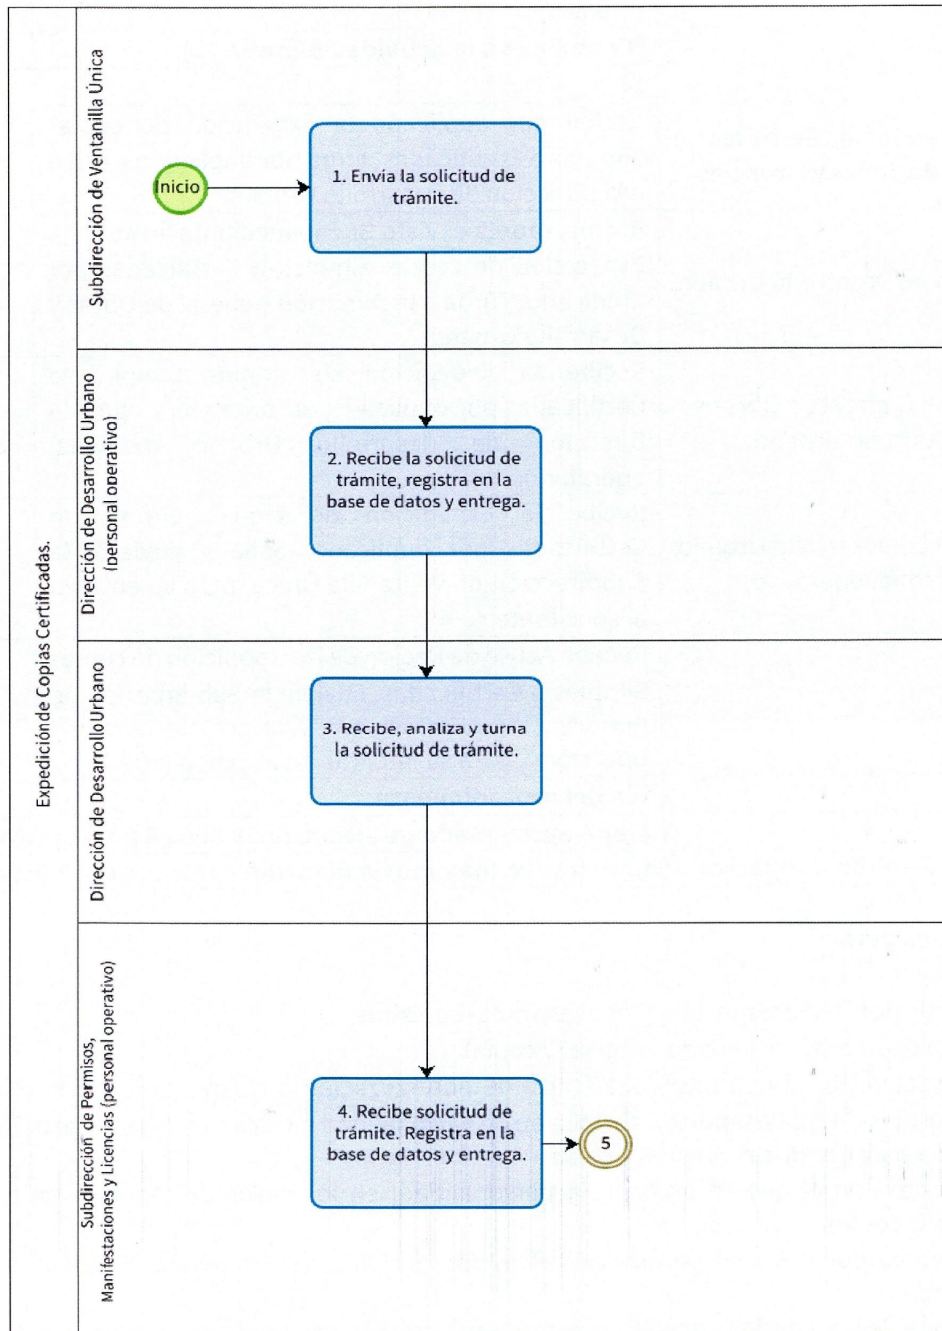 Expedición de Copias Certificadas.
Subdirección de Ventanilla Única
Inicio
1. Envía la solicitud de
trámite.
Dirección de Desarrollo Urbano
(personal operativo)
2. Recibe la solicitud de
trámite, registra en la
base de datos y entrega.
Dirección de Desarrollo Urbano
3. Recibe, analiza y turna
la solicitud de trámite.
Subdirección de Permisos,
Manifestaciones y Licencias (personal operativo)
4. Recibe solicitud de
trámite. Registra en la
base de datos y entrega.
5